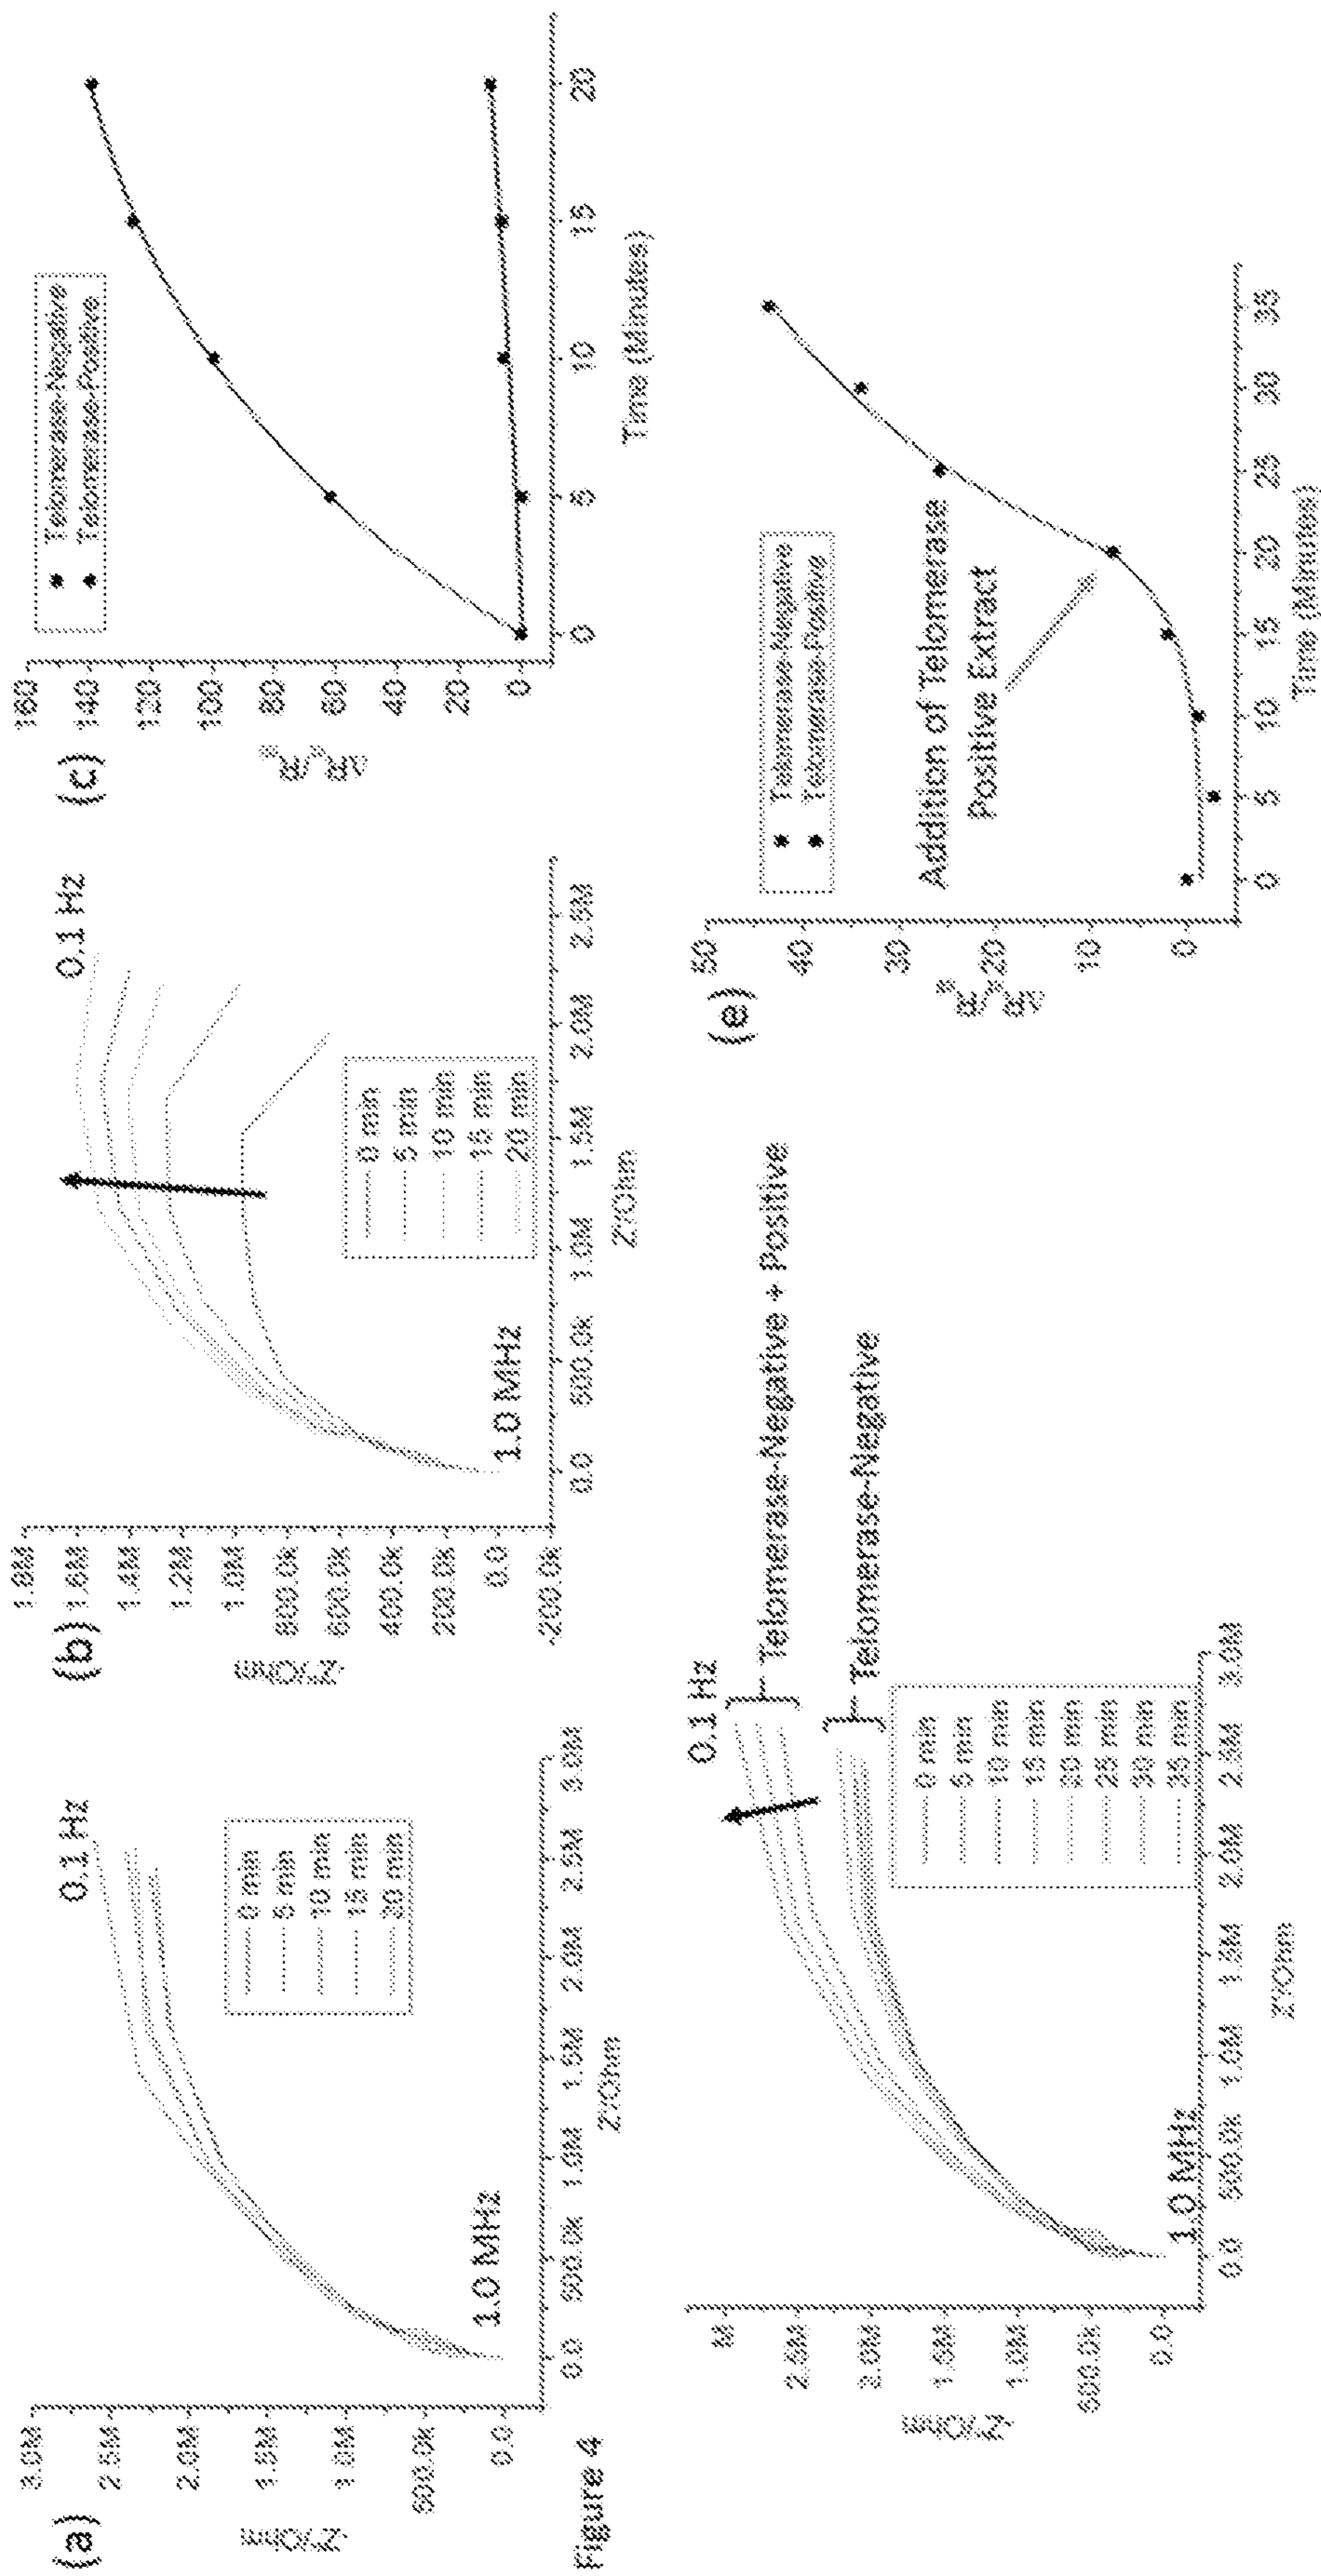 (a)
3.0M
2.5M
2.0M
1.5M
1.0M
500.0k
0.0
-Z"/Ohm
0.1 Hz
0 min
5 min
10 min
15 min
20 min
1.0 MHz
0.0
500.0k
1.0M
1.5M
2.0M
2.5M
3.0M
Z'/Ohm
(b)
1.8M
1.6M
1.4M
1.2M
1.0M
800.0k
600.0k
400.0k
200.0k
0.0
-200.0k
-Z"/Ohm
0.1 Hz
0 min
5 min
10 min
15 min
20 min
1.0 MHz
0.0
500.0k
1.0M
1.5M
2.0M
2.5M
Z'/Ohm
(c)
160
140
120
100
80
60
40
20
0
Telomerase-Negative
Telomerase-Positive
0
5
10
15
20
Time (Minutes)
Figure 4
M
2.5M
2.0M
1.5M
1.0M
500.0k
0.0
-Z"/Ohm
0.1 Hz
Telomerase-Negative + Positive
Telomerase-Negative
0 min
5 min
10 min
15 min
20 min
25 min
30 min
35 min
1.0 MHz
0.0
500.0k
1.0M
1.5M
2.0M
2.5M
3.0M
Z'/Ohm
(e)
50
40
30
20
10
0
Telomerase-Negative
Telomerase-Positive
Addition of Telomerase
Positive Extract
0
5
10
15
20
25
30
35
Time (Minutes)